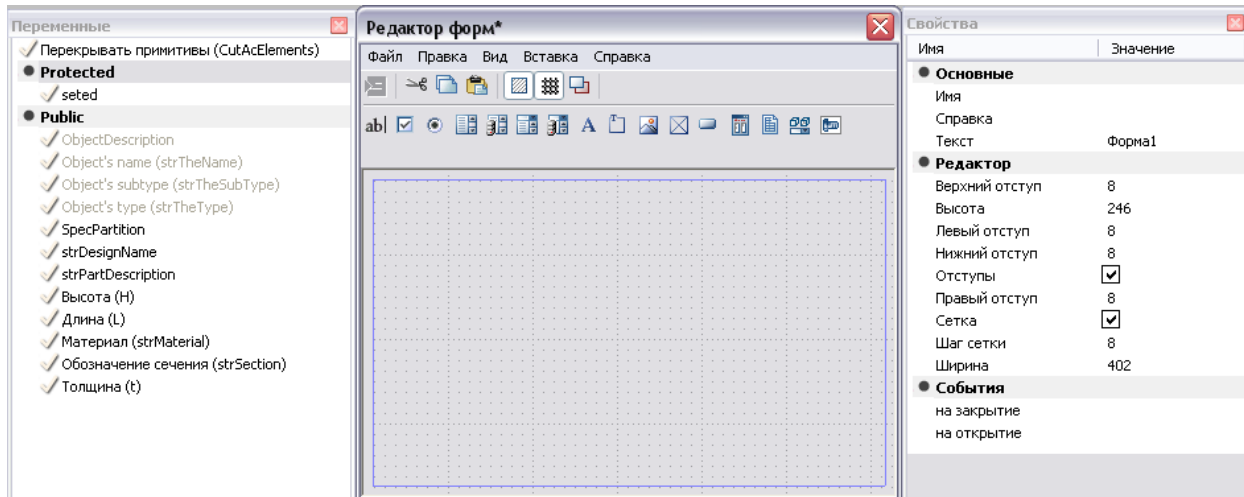 Переменные
Перекрывать примитивы (CutAcElements)
Protected
seted
Public
ObjectDescription
Object's name (strTheName)
Object's subtype (strTheSubType)
Object's type (strTheType)
SpecPartition
strDesignName
strPartDescription
Высота (H)
Длина (L)
Материал (strMaterial)
Обозначение сечения (strSection)
Толщина (t)
Редактор форм*
Файл Правка Вид Вставка Справка
ab A
Свойства
Имя Значение
Основные
Имя
Справка
Текст Форма1
Редактор
Верхний отступ 8
Высота 246
Левый отступ 8
Нижний отступ 8
Отступы
Правый отступ 8
Сетка
Шаг сетки 8
Ширина 402
События
на закрытие
на открытие